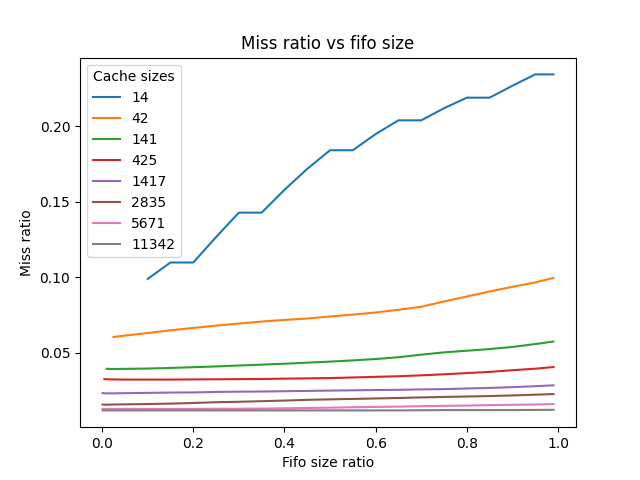 Miss ratio vs fifo size
Cache sizes
14
42
141
425
1417
2835
5671
11342
0.20
0.15
0.10
0.05
Miss ratio
0.0 0.2 0.4 0.6 0.8 1.0
Fifo size ratio